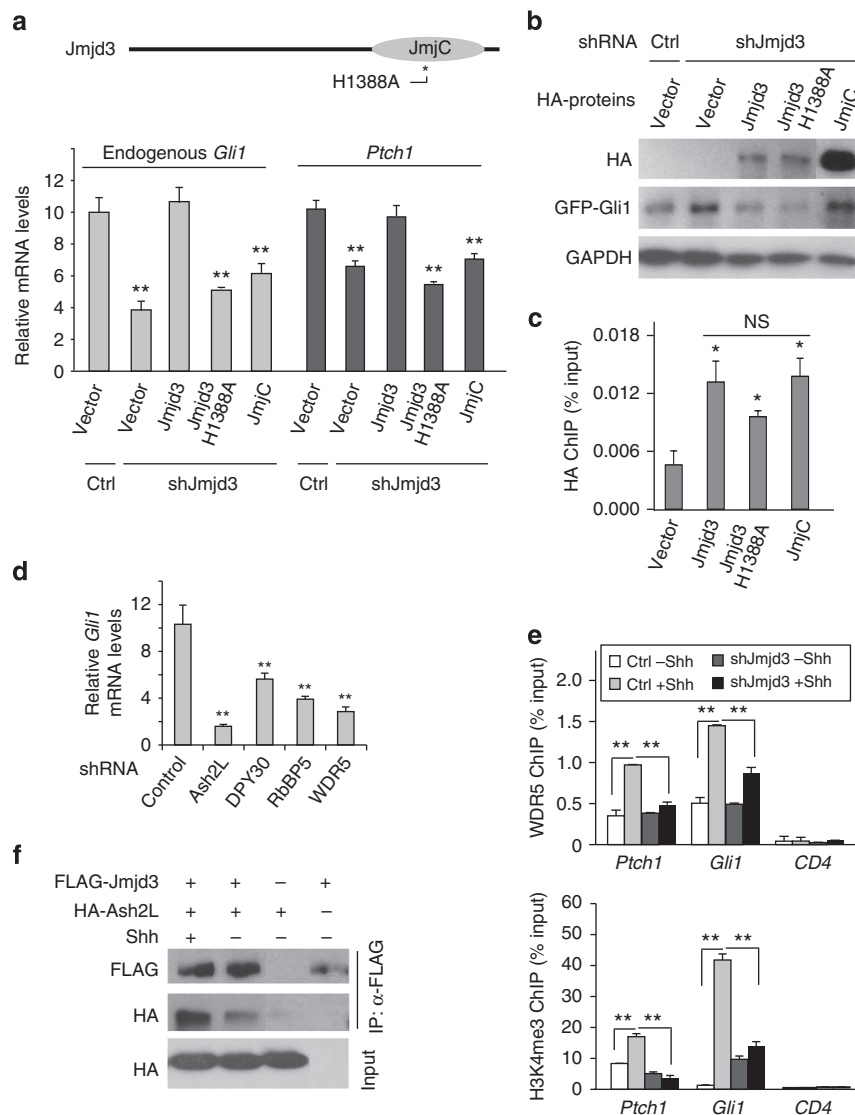 a
Jmjd3
JmjC
*
H1388A
Endogenous Gli1
Ptch1
Relative mRNA levels
12
10
8
6
4
2
0
** ** **
** ** **
Vector
Vector
Jmjd3
Jmjd3 H1388A
JmjC
Vector
Vector
Jmjd3
Jmjd3 H1388A
JmjC
Ctrl shJmjd3 Ctrl shJmjd3
b
shRNA Ctrl shJmjd3
HA-proteins
Vector
Vector
Jmjd3
Jmjd3 H1388A
JmjC
HA
GFP-Gli1
GAPDH
c
HA ChIP (% input)
0.018
0.012
0.006
0.000
NS
* * *
Vector
Jmjd3
Jmjd3 H1388A
JmjC
d
Relative Gli1
mRNA levels
12
8
4
0
** ** ** **
shRNA
Control
Ash2L
DPY30
RbBP5
WDR5
e
Ctrl –Shh shJmjd3 –Shh
Ctrl +Shh shJmjd3 +Shh
WDR5 ChIP (% input)
2.0
1.5
1.0
0.5
0
** ** ** **
Ptch1 Gli1 CD4
H3K4me3 ChIP (% input)
60
50
40
30
20
10
0
** ** ** **
Ptch1 Gli1 CD4
f
FLAG-Jmjd3 + + – +
HA-Ash2L + + + –
Shh + – – –
FLAG
HA
IP: α-FLAG
HA
Input